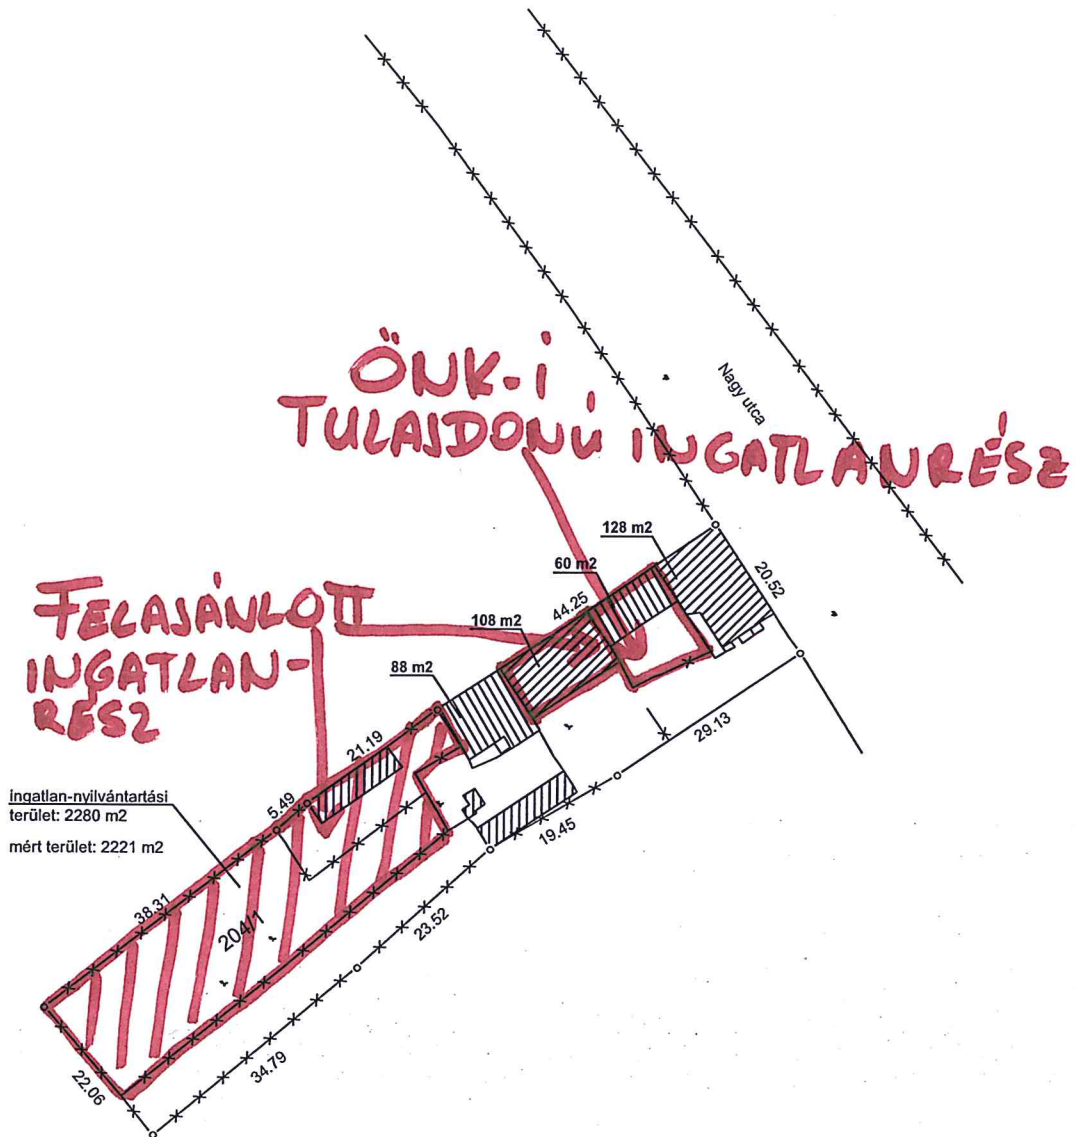 ÖNK-i
TULAJDONÚ INGATLANRÉSZ
Nagy utca
128 m2
60 m2
20.52
44.25
FELAJÁNLOTT
INGATLAN-
RÉSZ
108 m2
88 m2
29.13
21.19
5.49
19.45
ingatlan-nyilvántartási
terület: 2280 m2
mért terület: 2221 m2
38.31
204/1
23.52
34.79
22.06